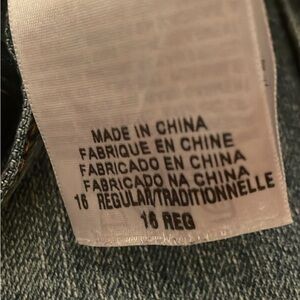 MADE IN CHINA
FABRIQUE EN CHINE
FABRICADO EN CHINA
FABRICADO NA CHINA
16 REGULAR/TRADITIONNELLE
16 REG